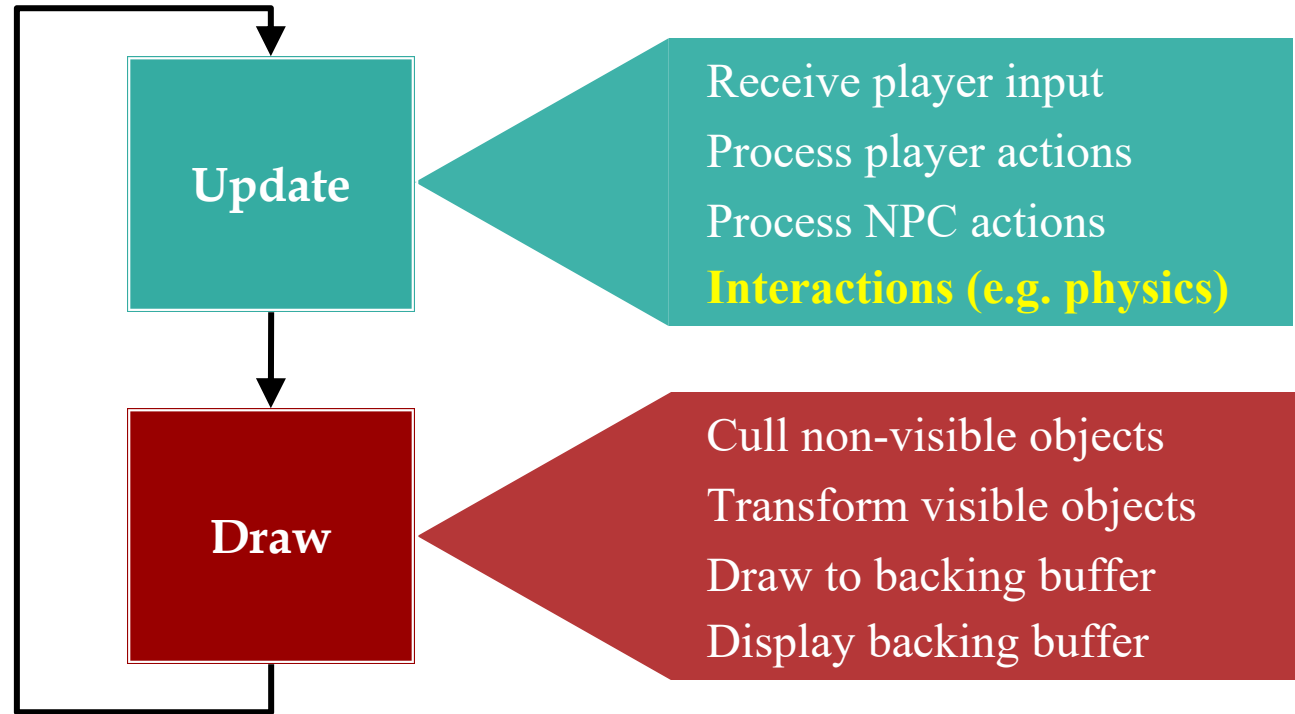 Update
Receive player input
Process player actions
Process NPC actions
Interactions (e.g. physics)
Draw
Cull non-visible objects
Transform visible objects
Draw to backing buffer
Display backing buffer